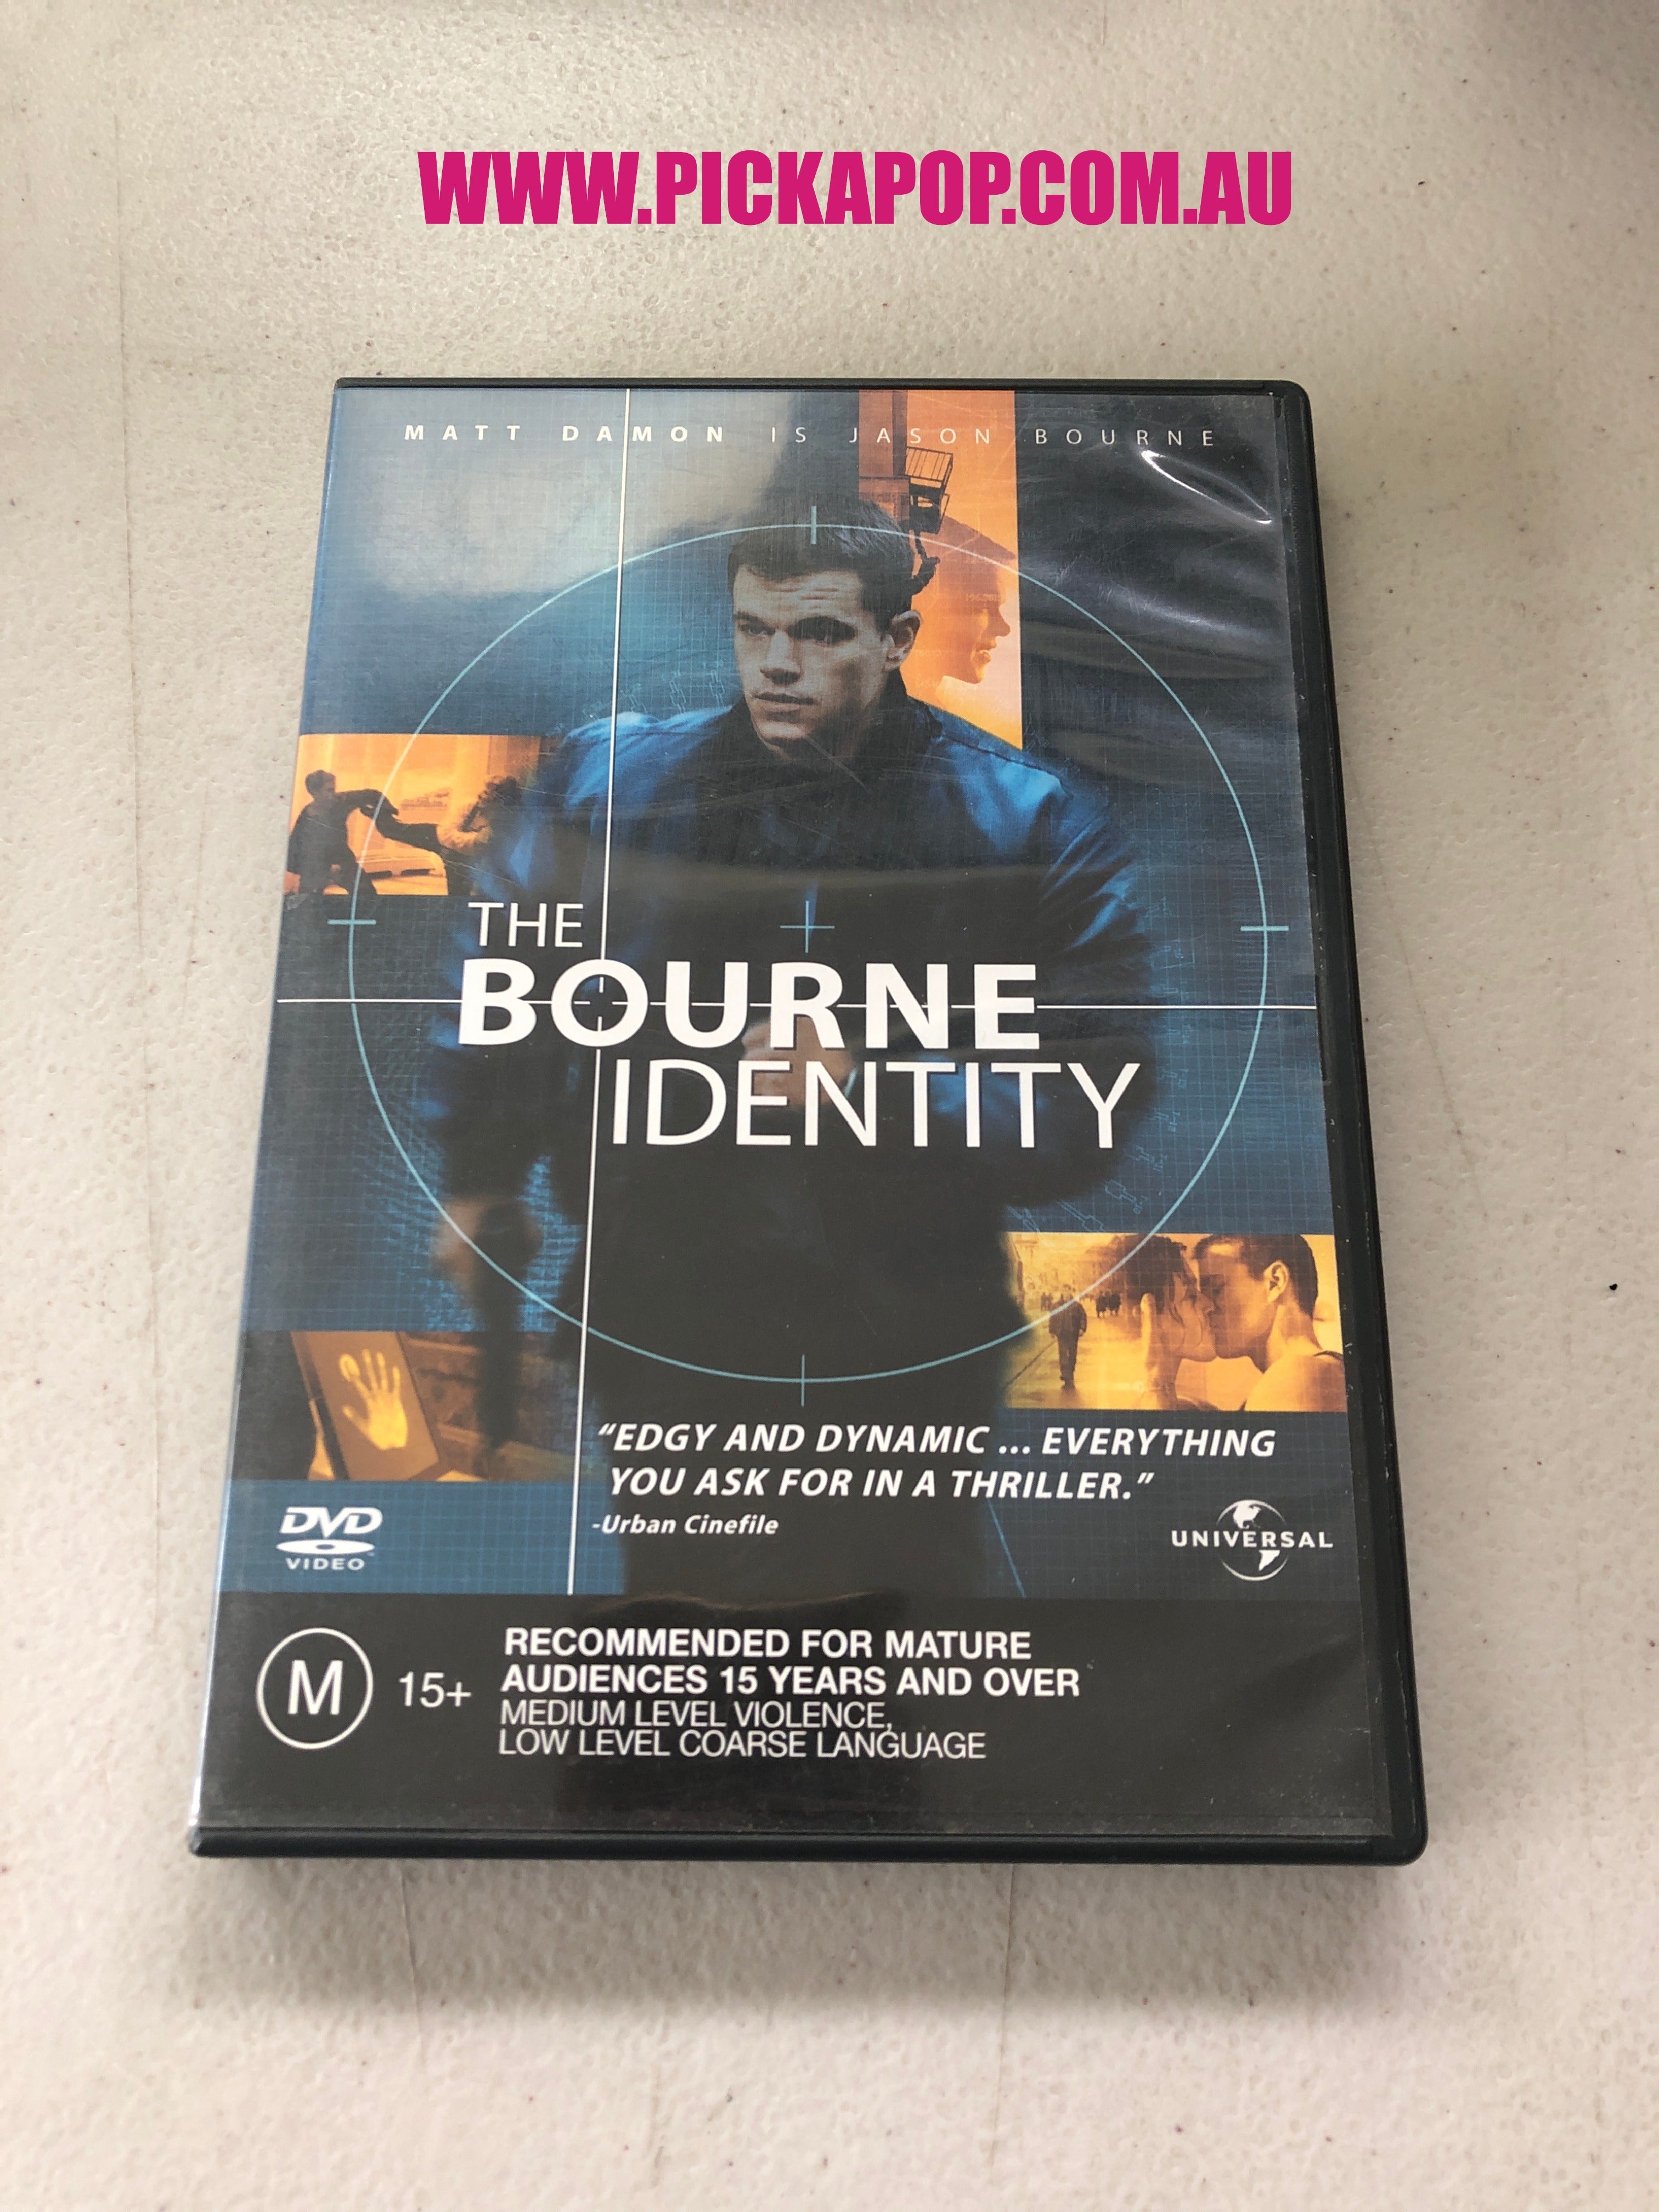 WWW.PICKAPOP.COM.AU
MATT DAMON IS JASON BOURNE
THE
BOURNE
IDENTITY
“EDGY AND DYNAMIC ... EVERYTHING
YOU ASK FOR IN A THRILLER.”
-Urban Cinefile
DVD
VIDEO
UNIVERSAL
M 15+
RECOMMENDED FOR MATURE
AUDIENCES 15 YEARS AND OVER
MEDIUM LEVEL VIOLENCE,
LOW LEVEL COARSE LANGUAGE